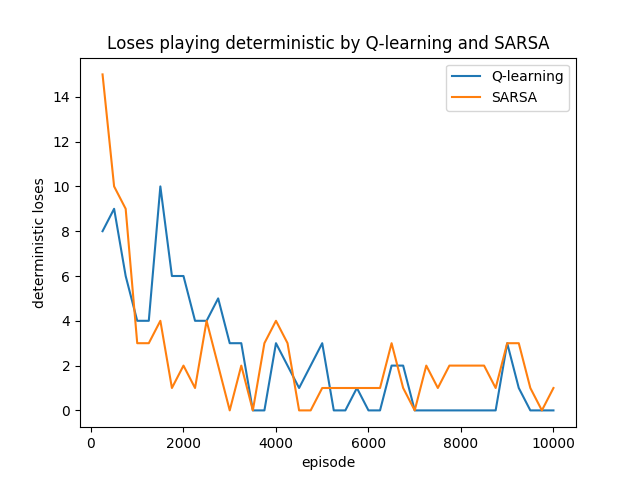 Loses playing deterministic by Q-learning and SARSA
Q-learning
SARSA
deterministic loses
14
12
10
8
6
4
2
0
0 2000 4000 6000 8000 10000
episode